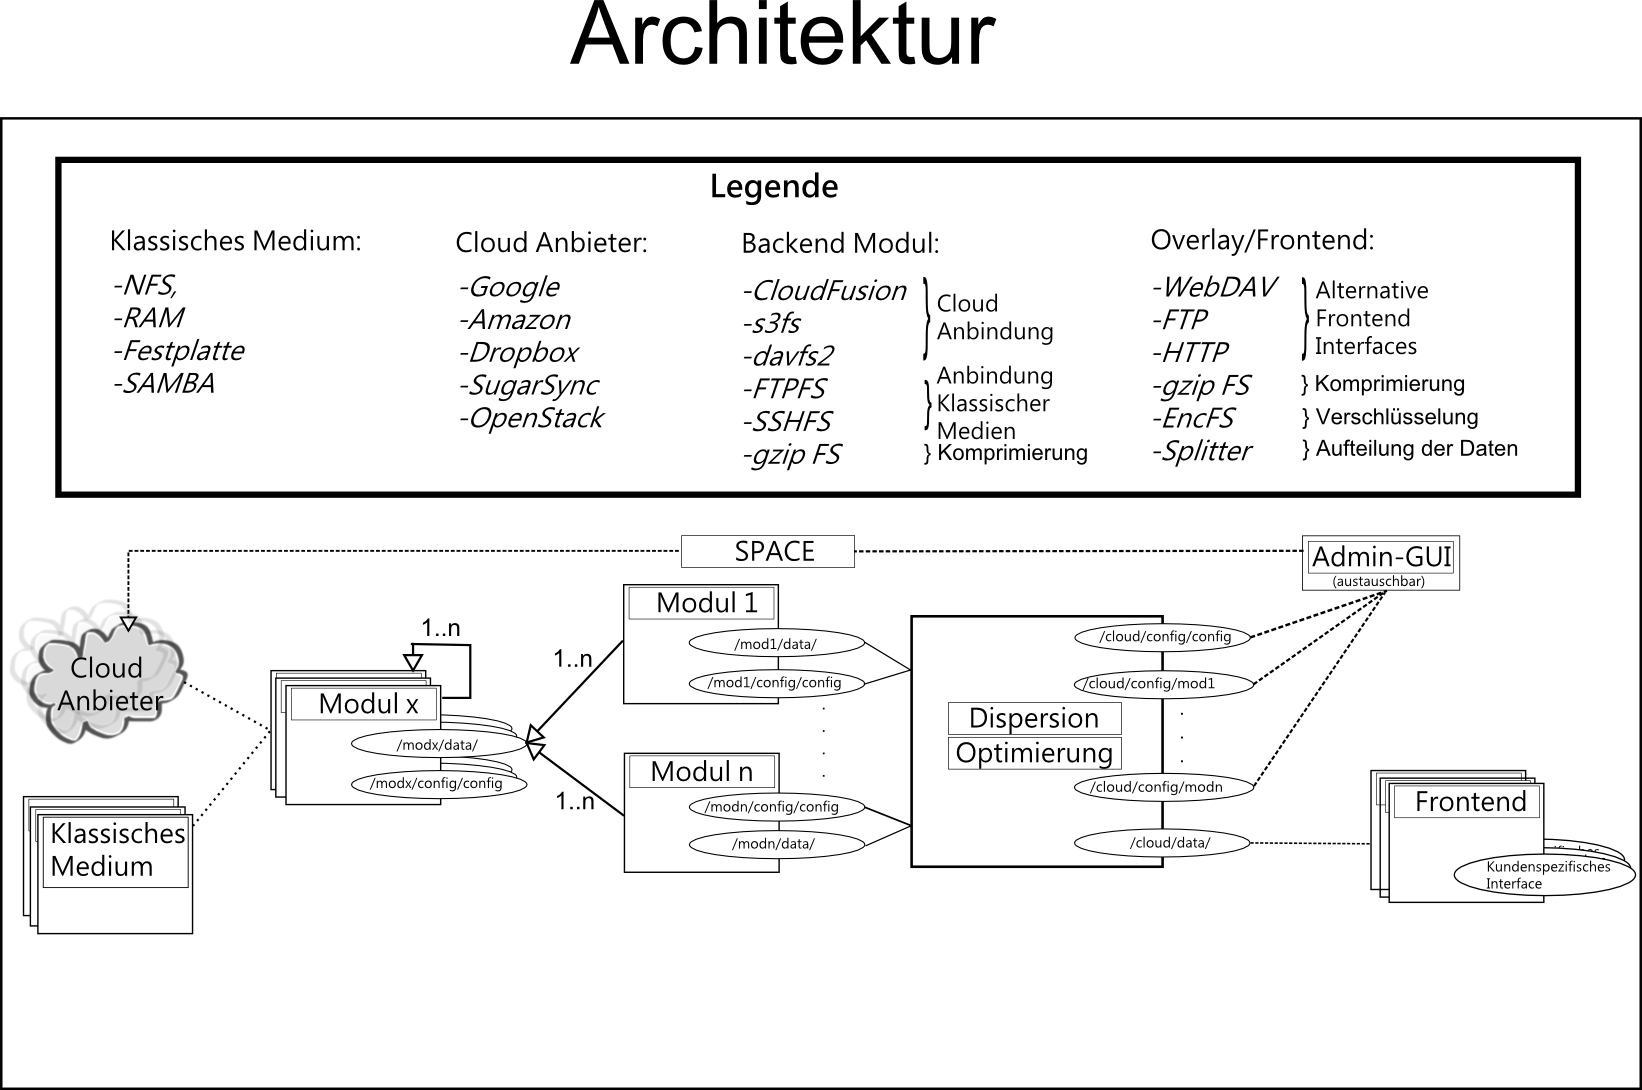 Architektur
Legende
Klassisches Medium:
-NFS,
-RAM
-Festplatte
-SAMBA
Cloud Anbieter:
-Google
-Amazon
-Dropbox
-SugarSync
-OpenStack
Backend Modul:
-CloudFusion
-s3fs
-davfs2
-FTPFS
-SSHFS
-gzip FS
} Cloud
Anbindung
} Anbindung
Klassischer
Medien
} Komprimierung
Overlay/Frontend:
-WebDAV
-FTP
-HTTP
-gzip FS
-EncFS
-Splitter
} Alternative
Frontend
Interfaces
} Komprimierung
} Verschlüsselung
} Aufteilung der Daten
SPACE
Admin-GUI
(austauschbar)
Cloud
Anbieter
Klassisches
Medium
1..n
Modul x
/modx/data/
/modx/config/config
1..n
1..n
Modul 1
/mod1/data/
/mod1/config/config
Modul n
/modn/config/config
/modn/data/
Dispersion
Optimierung
/cloud/config/config
/cloud/config/mod1
/cloud/config/modn
/cloud/data/
Frontend
Kundenspezifisches
Interface